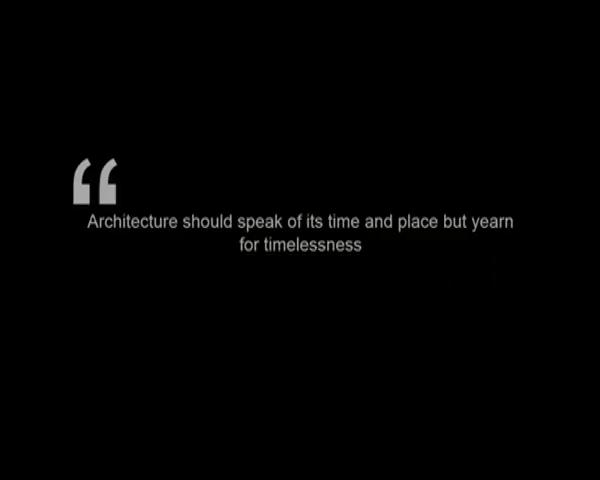 “
Architecture should speak of its time and place but yearn
for timelessness